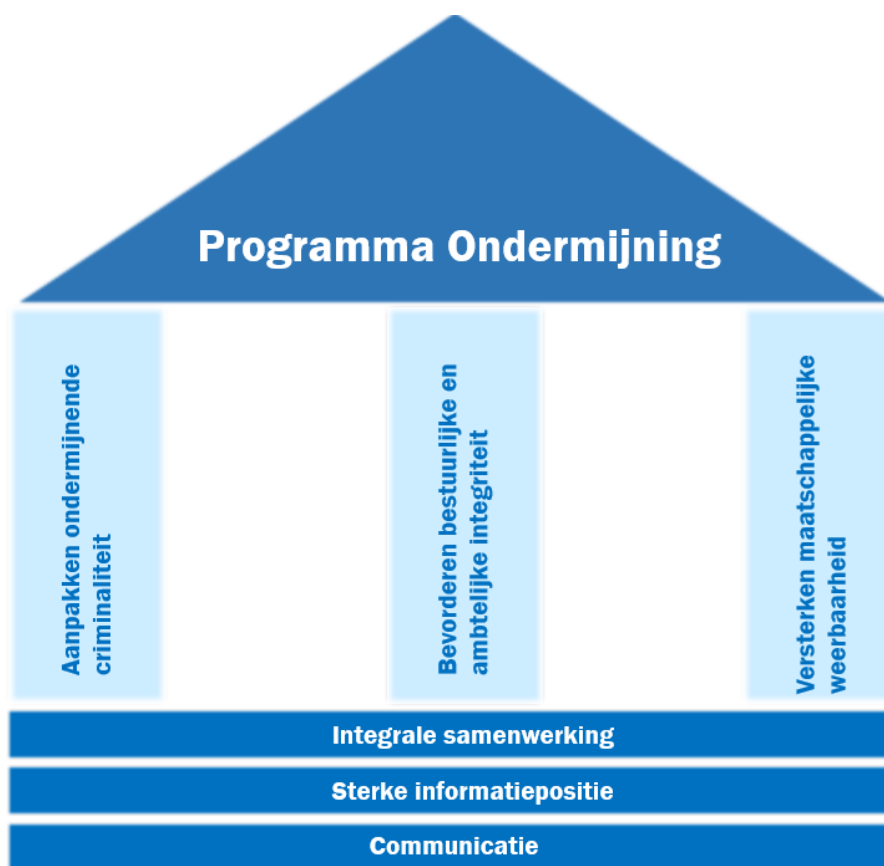 Programma Ondermijning
Aanpakken ondermijnende
criminaliteit
Bevorderen bestuurlijke en
ambtelijke integriteit
Versterken maatschappelijke
weerbaarheid
Integrale samenwerking
Sterke informatiepositie
Communicatie